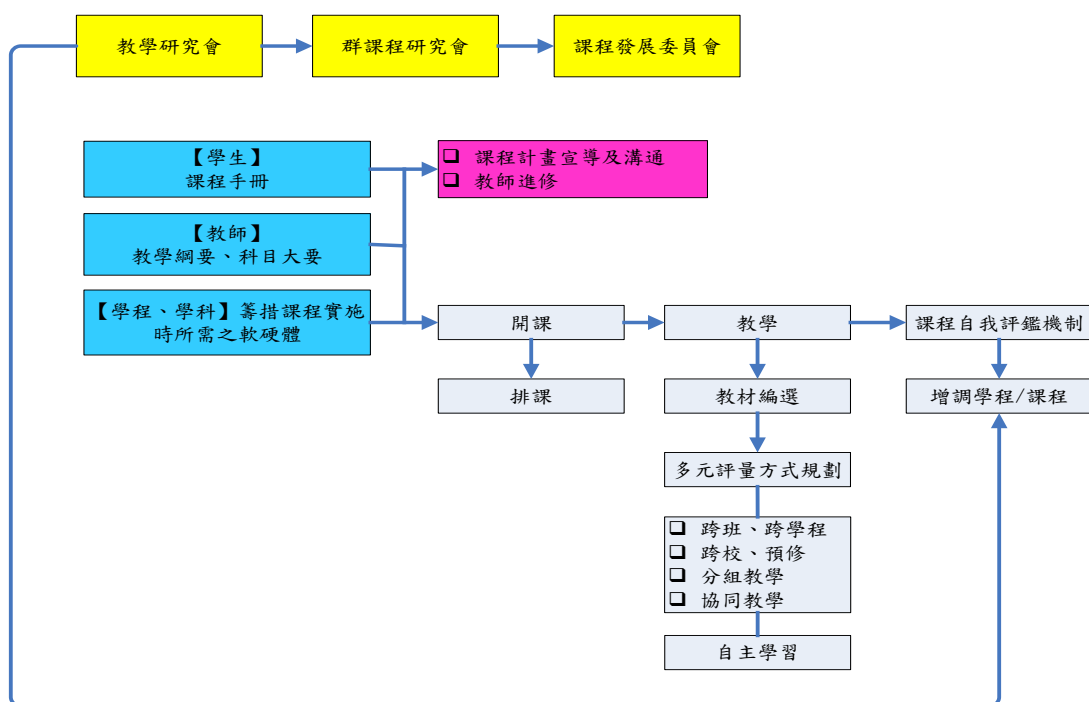 教學研究會
群課程研究會
課程發展委員會
【學生】
課程手冊
❑ 課程計畫宣導及溝通
❑ 教師進修
【教師】
教學綱要、科目大要
【學程、學科】籌措課程實施
時所需之軟硬體
開課
教學
課程自我評鑑機制
排課
教材編選
增調學程/課程
多元評量方式規劃
❑ 跨班、跨學程
❑ 跨校、預修
❑ 分組教學
❑ 協同教學
自主學習